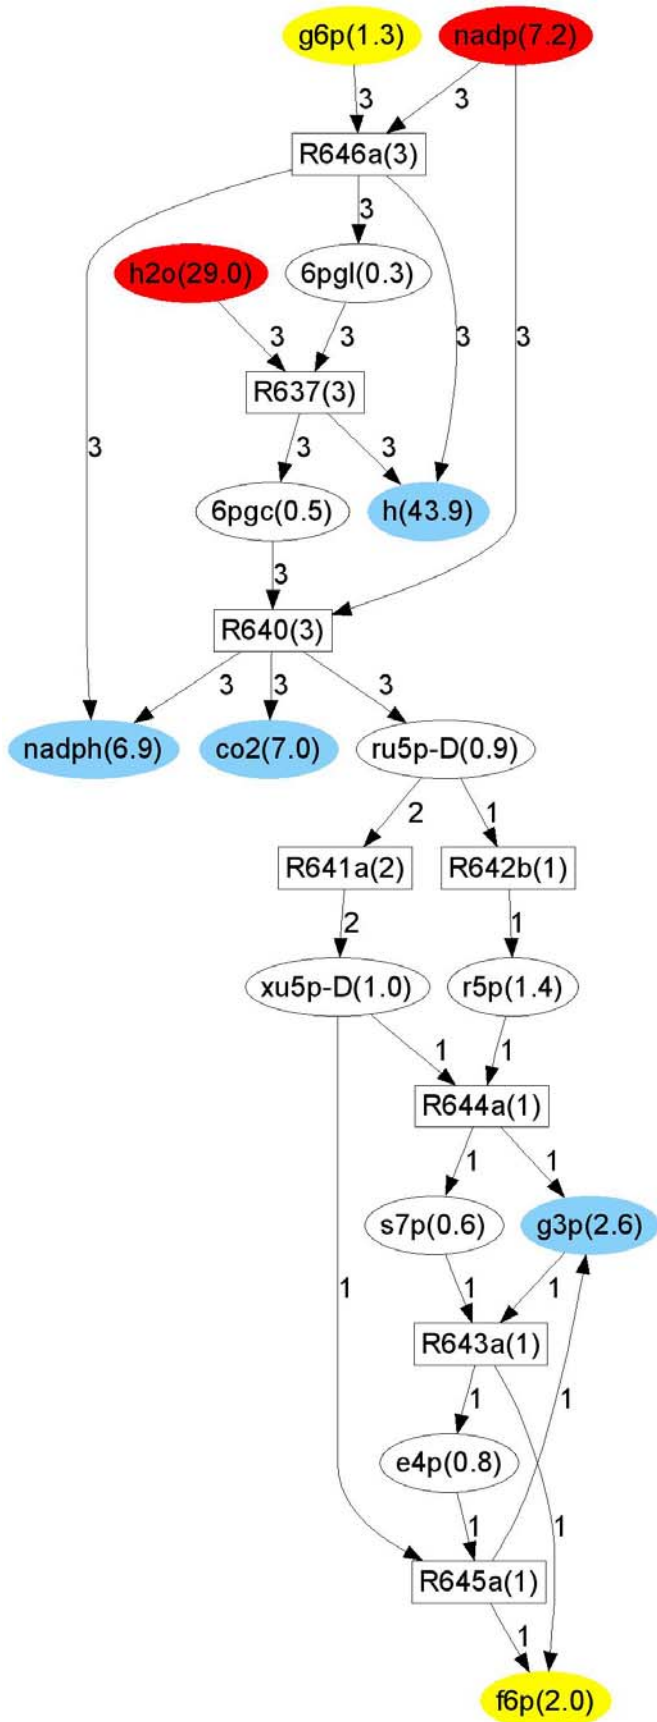 g6p(1.3) nadp(7.2)
3 3
R646a(3)
3
h2o(29.0) 6pgl(0.3)
3 3 3 3
R637(3)
3 3 3
6pgc(0.5) h(43.9)
3
R640(3)
3 3 3
nadph(6.9) co2(7.0) ru5p-D(0.9)
2 1
R641a(2) R642b(1)
2 1
xu5p-D(1.0) r5p(1.4)
1 1
R644a(1)
1 1
s7p(0.6) g3p(2.6)
1 1 1
R643a(1)
1 1
e4p(0.8)
1 1
R645a(1)
1
f6p(2.0)